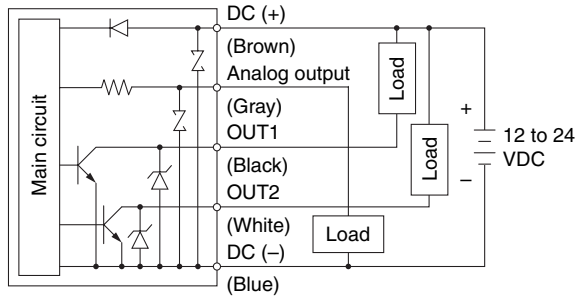 DC (+)
(Brown)
Analog output
(Gray)
OUT1
(Black)
OUT2
(White)
DC (–)
(Blue)
Main circuit
Load
Load
Load
+
–
12 to 24
VDC